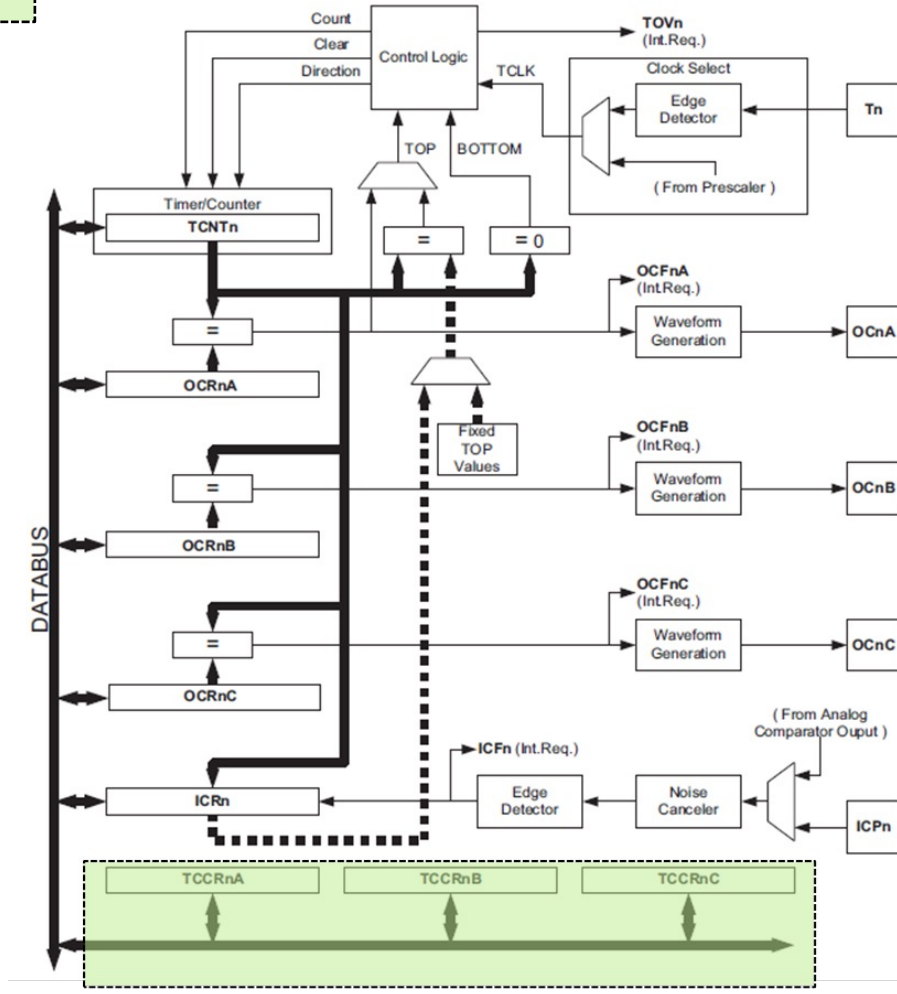 Count
Clear
Direction
Control Logic
TOVn
(Int.Req.)
TCLK
Clock Select
Edge
Detector
Tn
( From Prescaler )
TOP
BOTTOM
Timer/Counter
TCNTn
=
= 0
=
OCFnA
(Int.Req.)
Waveform
Generation
OCnA
OCRnA
Fixed
TOP
Values
OCFnB
(Int.Req.)
Waveform
Generation
OCnB
=
OCRnB
DATABUS
OCFnC
(Int.Req.)
Waveform
Generation
OCnC
=
OCRnC
( From Analog
Comparator Ouput )
ICFn (Int.Req.)
ICRn
Edge
Detector
Noise
Canceler
ICPn
TCCRnA
TCCRnB
TCCRnC